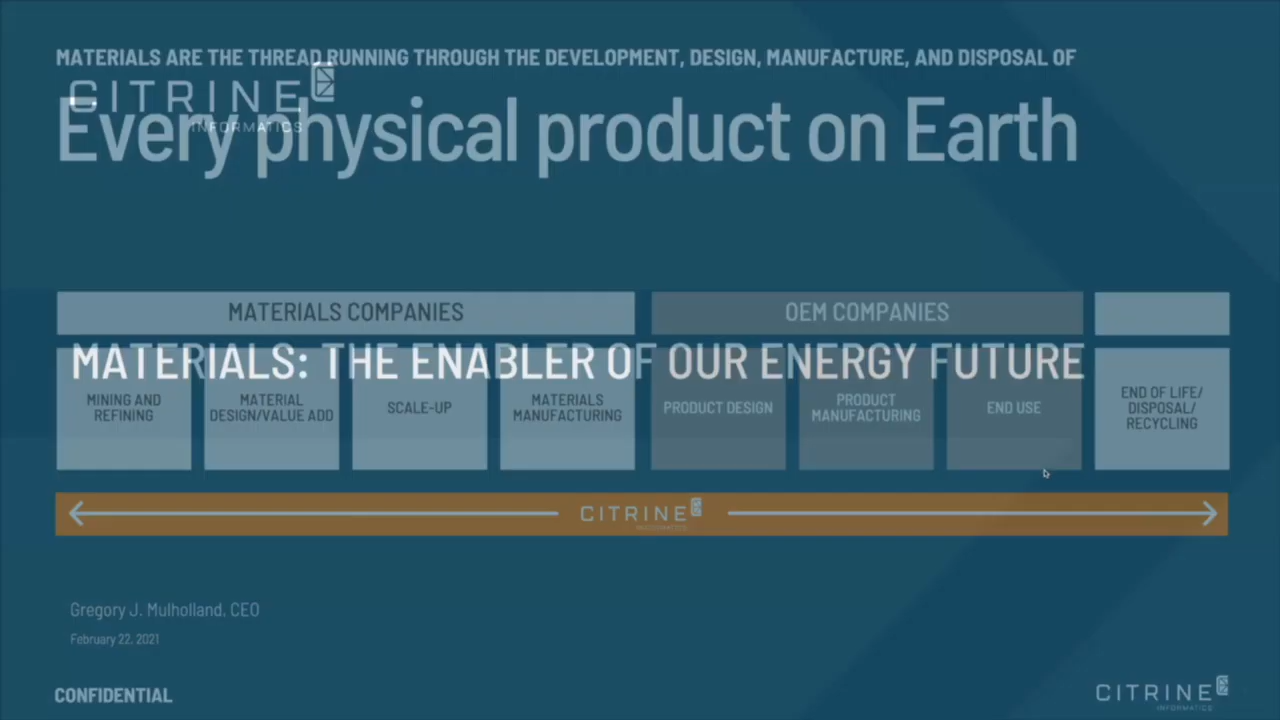 MATERIALS ARE THE THREAD RUNNING THROUGH THE DEVELOPMENT, DESIGN, MANUFACTURE, AND DISPOSAL OF
CITRINE
INFORMATICS
Every physical product on Earth
MATERIALS COMPANIES
OEM COMPANIES
MATERIALS: THE ENABLER OF OUR ENERGY FUTURE
MINING AND
REFINING
MATERIAL
DESIGN/VALUE ADD
SCALE-UP
MATERIALS
MANUFACTURING
PRODUCT DESIGN
PRODUCT
MANUFACTURING
END USE
END OF LIFE/
DISPOSAL/
RECYCLING
CITRINE
INFORMATICS
Gregory J. Mulholland, CEO
February 22, 2021
CONFIDENTIAL
CITRINE
INFORMATICS